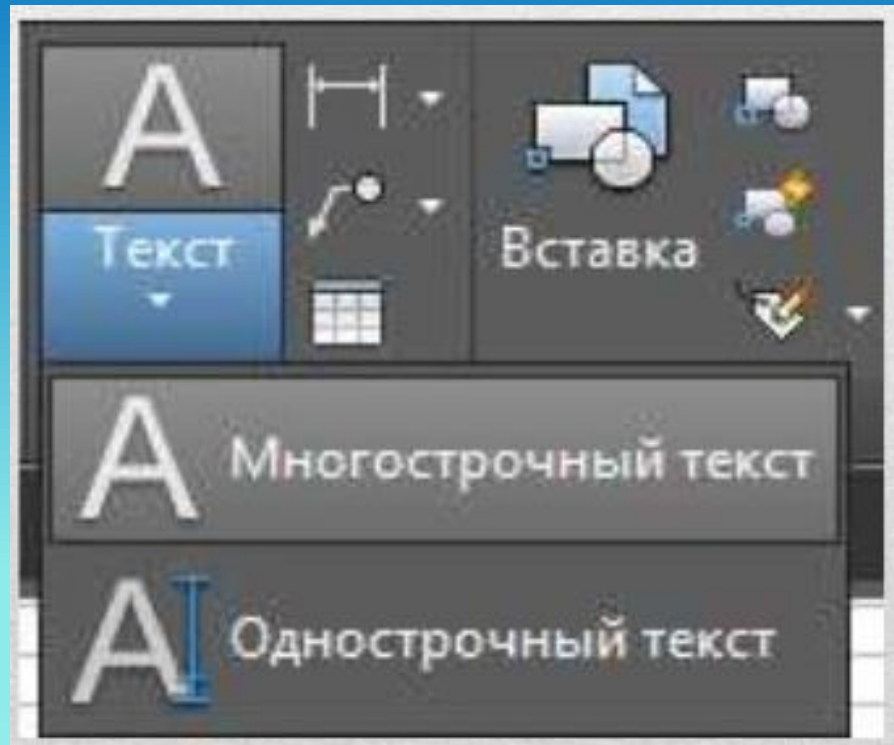 Текст
Вставка
Многострочный текст
Однострочный текст